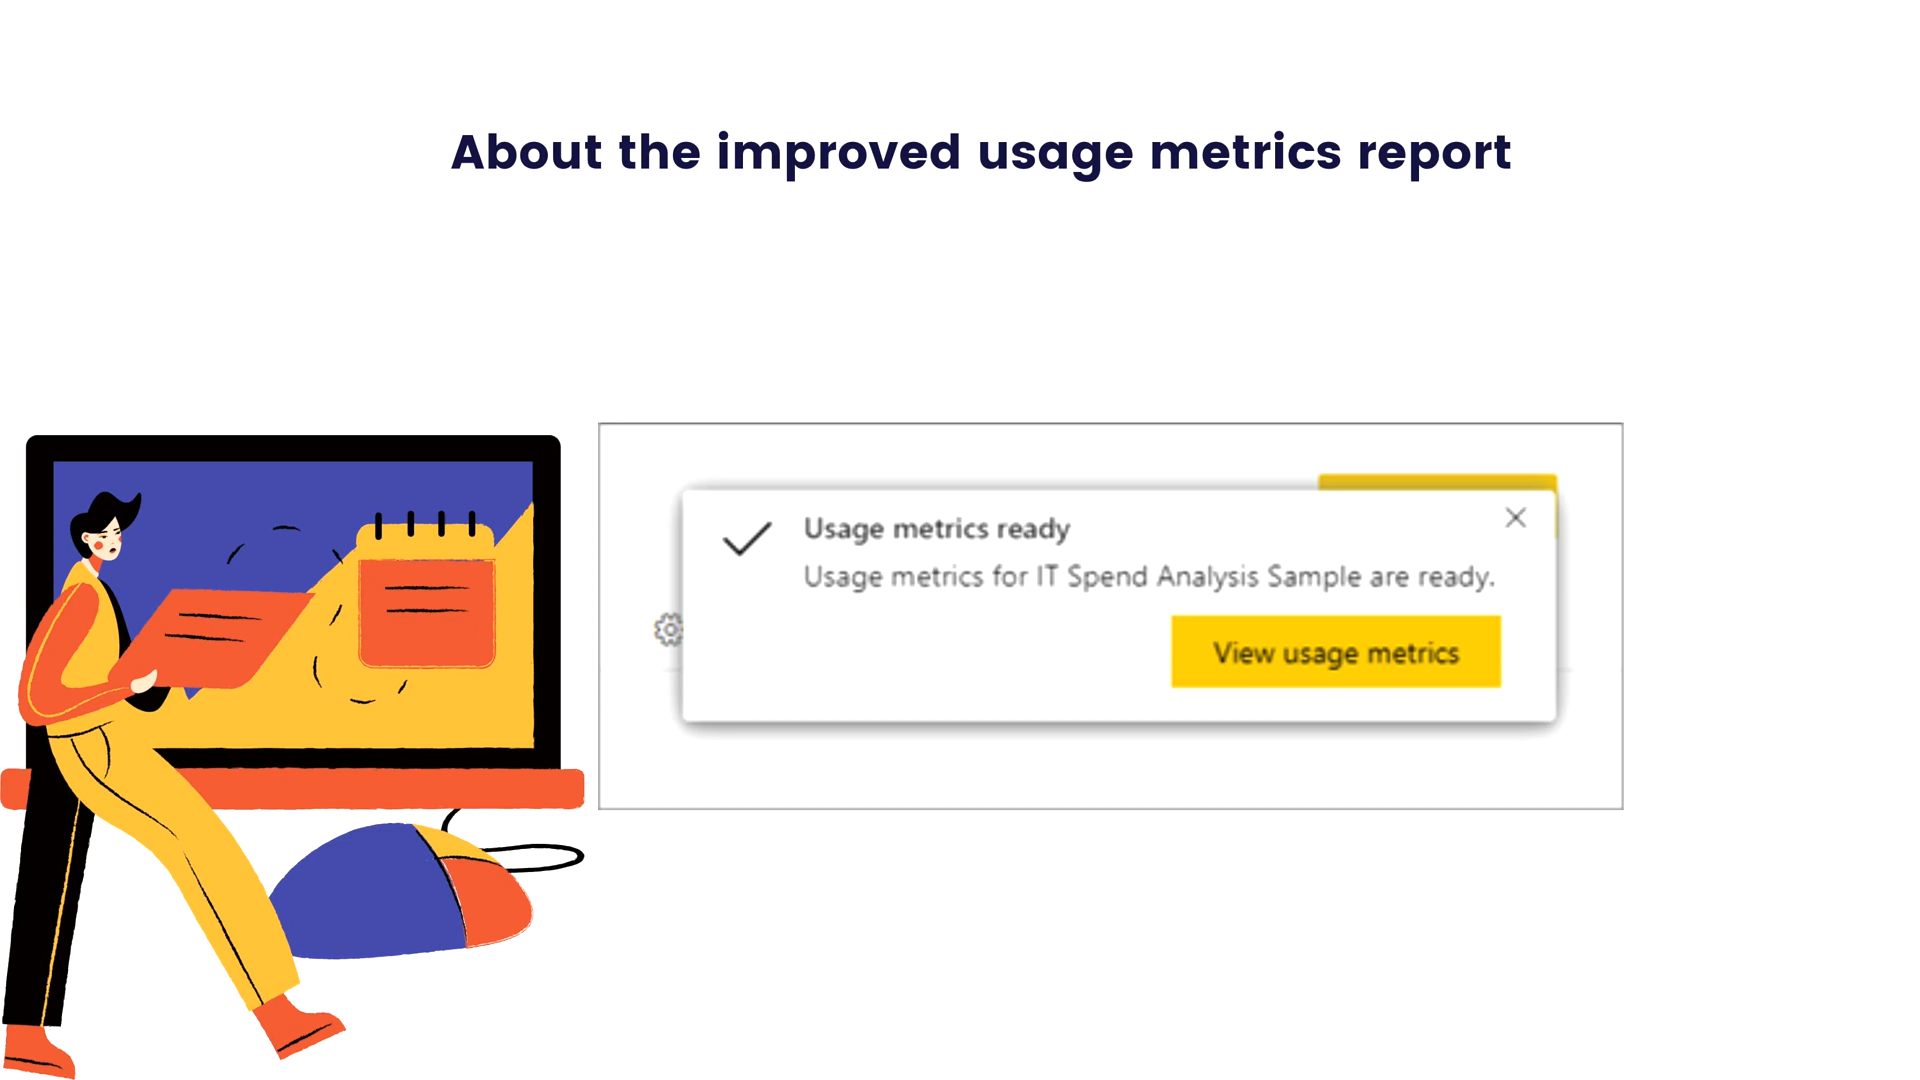 About the improved usage metrics report
Usage metrics ready
Usage metrics for IT Spend Analysis Sample are ready.
View usage metrics